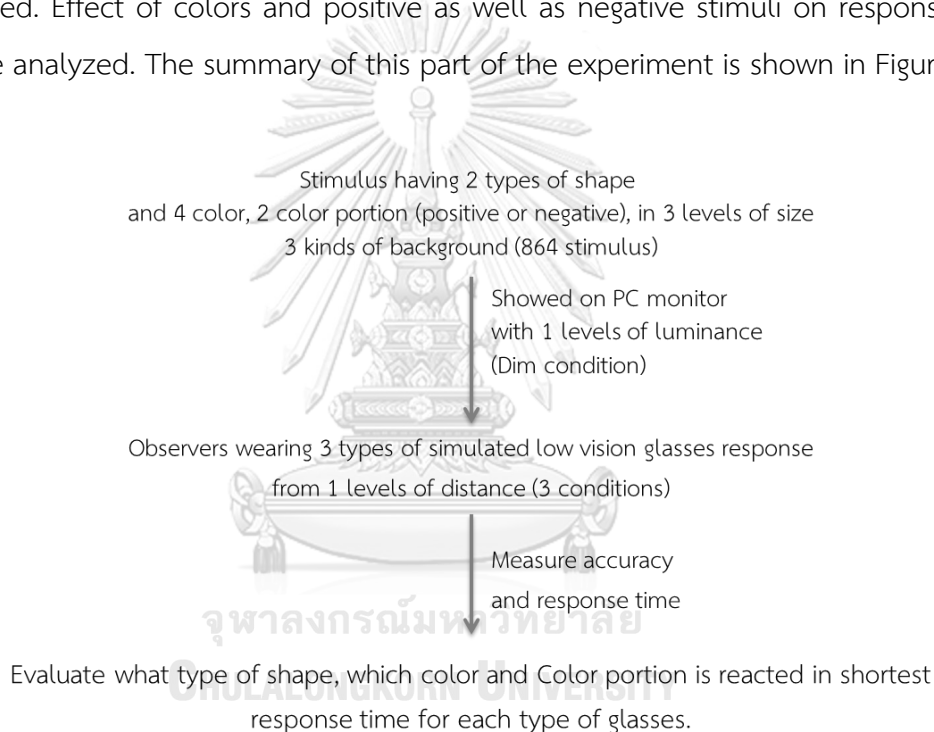 ed. Effect of colors and positive as well as negative stimuli on respons
e analyzed. The summary of this part of the experiment is shown in Figur
Stimulus having 2 types of shape
and 4 color, 2 color portion (positive or negative), in 3 levels of size
3 kinds of background (864 stimulus)
Showed on PC monitor
with 1 levels of luminance
(Dim condition)
Observers wearing 3 types of simulated low vision glasses response
from 1 levels of distance (3 conditions)
Measure accuracy
and response time
จุฬาลงกรณ์มหาวิทยาลัย
CHULALONGKORN UNIVERSITY
Evaluate what type of shape, which color and Color portion is reacted in shortest
response time for each type of glasses.